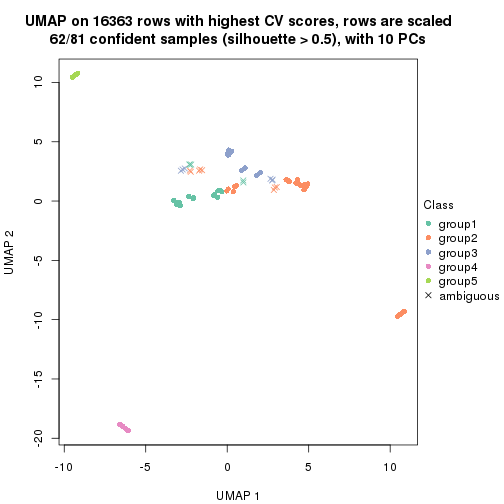 UMAP on 16363 rows with highest CV scores, rows are scaled
62/81 confident samples (silhouette > 0.5), with 10 PCs
10
5
0
-5
-10
-15
-20
UMAP 2
-10
-5
0
5
10
UMAP 1
Class
group1
group2
group3
group4
group5
ambiguous